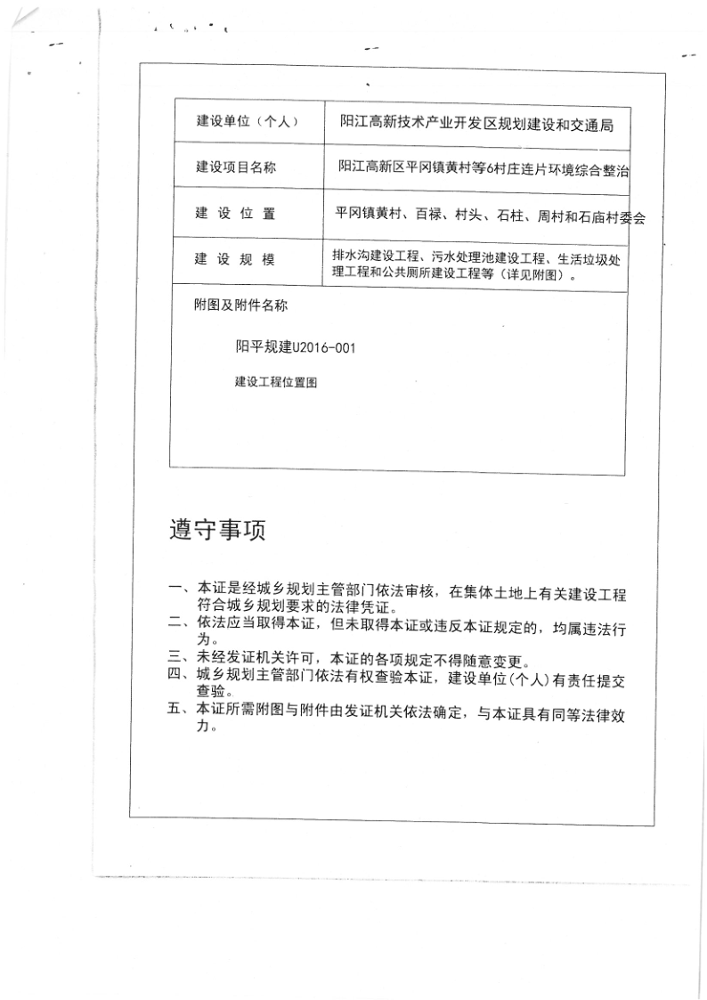 建设单位（个人） 阳江高新技术产业开发区规划建设和交通局
建设项目名称 阳江高新区平冈镇黄村等6村庄连片环境综合整治
建设位置 平冈镇黄村、百禄、村头、石柱、周村和石庙村委会
建设规模 排水沟建设工程、污水处理池建设工程、生活垃圾处
理工程和公共厕所建设工程等（详见附图）。
附图及附件名称
阳平规建U2016-001
建设工程位置图
遵守事项
一、本证是经城乡规划主管部门依法审核，在集体土地上有关建设工程
符合城乡规划要求的法律凭证。
二、依法应当取得本证，但未取得本证或违反本证规定的，均属违法行
为。
三、未经发证机关许可，本证的各项规定不得随意变更。
四、城乡规划主管部门依法有权查验本证，建设单位(个人)有责任提交
查验。
五、本证所需附图与附件由发证机关依法确定，与本证具有同等法律效
力。